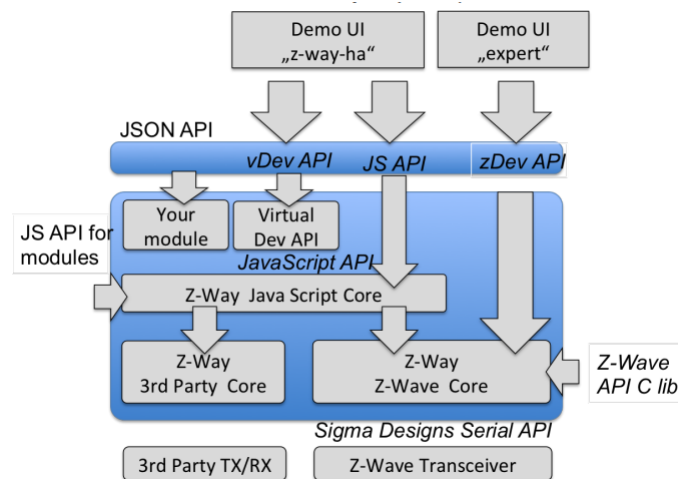 Demo UI
„z-way-ha“
Demo UI
„expert“
JSON API
vDev API
JS API
zDev API
Your
module
Virtual
Dev API
JS API for
modules
JavaScript API
Z-Way Java Script Core
Z-Way
3rd Party Core
Z-Way
Z-Wave Core
Z-Wave
API C lib
Sigma Designs Serial API
3rd Party TX/RX
Z-Wave Transceiver